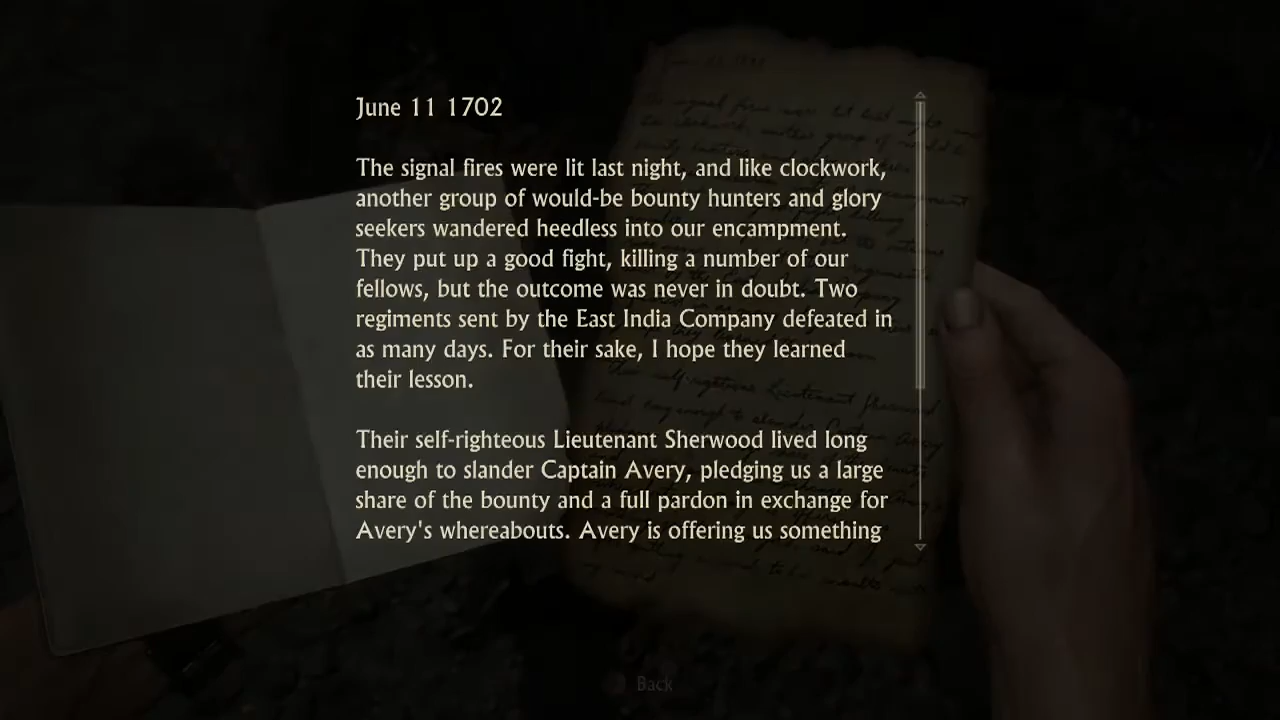 June 11 1702
The signal fires were lit last night, and like clockwork,
another group of would-be bounty hunters and glory
seekers wandered heedless into our encampment.
They put up a good fight, killing a number of our
fellows, but the outcome was never in doubt. Two
regiments sent by the East India Company defeated in
as many days. For their sake, I hope they learned
their lesson.
Their self-righteous Lieutenant Sherwood lived long
enough to slander Captain Avery, pledging us a large
share of the bounty and a full pardon in exchange for
Avery's whereabouts. Avery is offering us something
Back